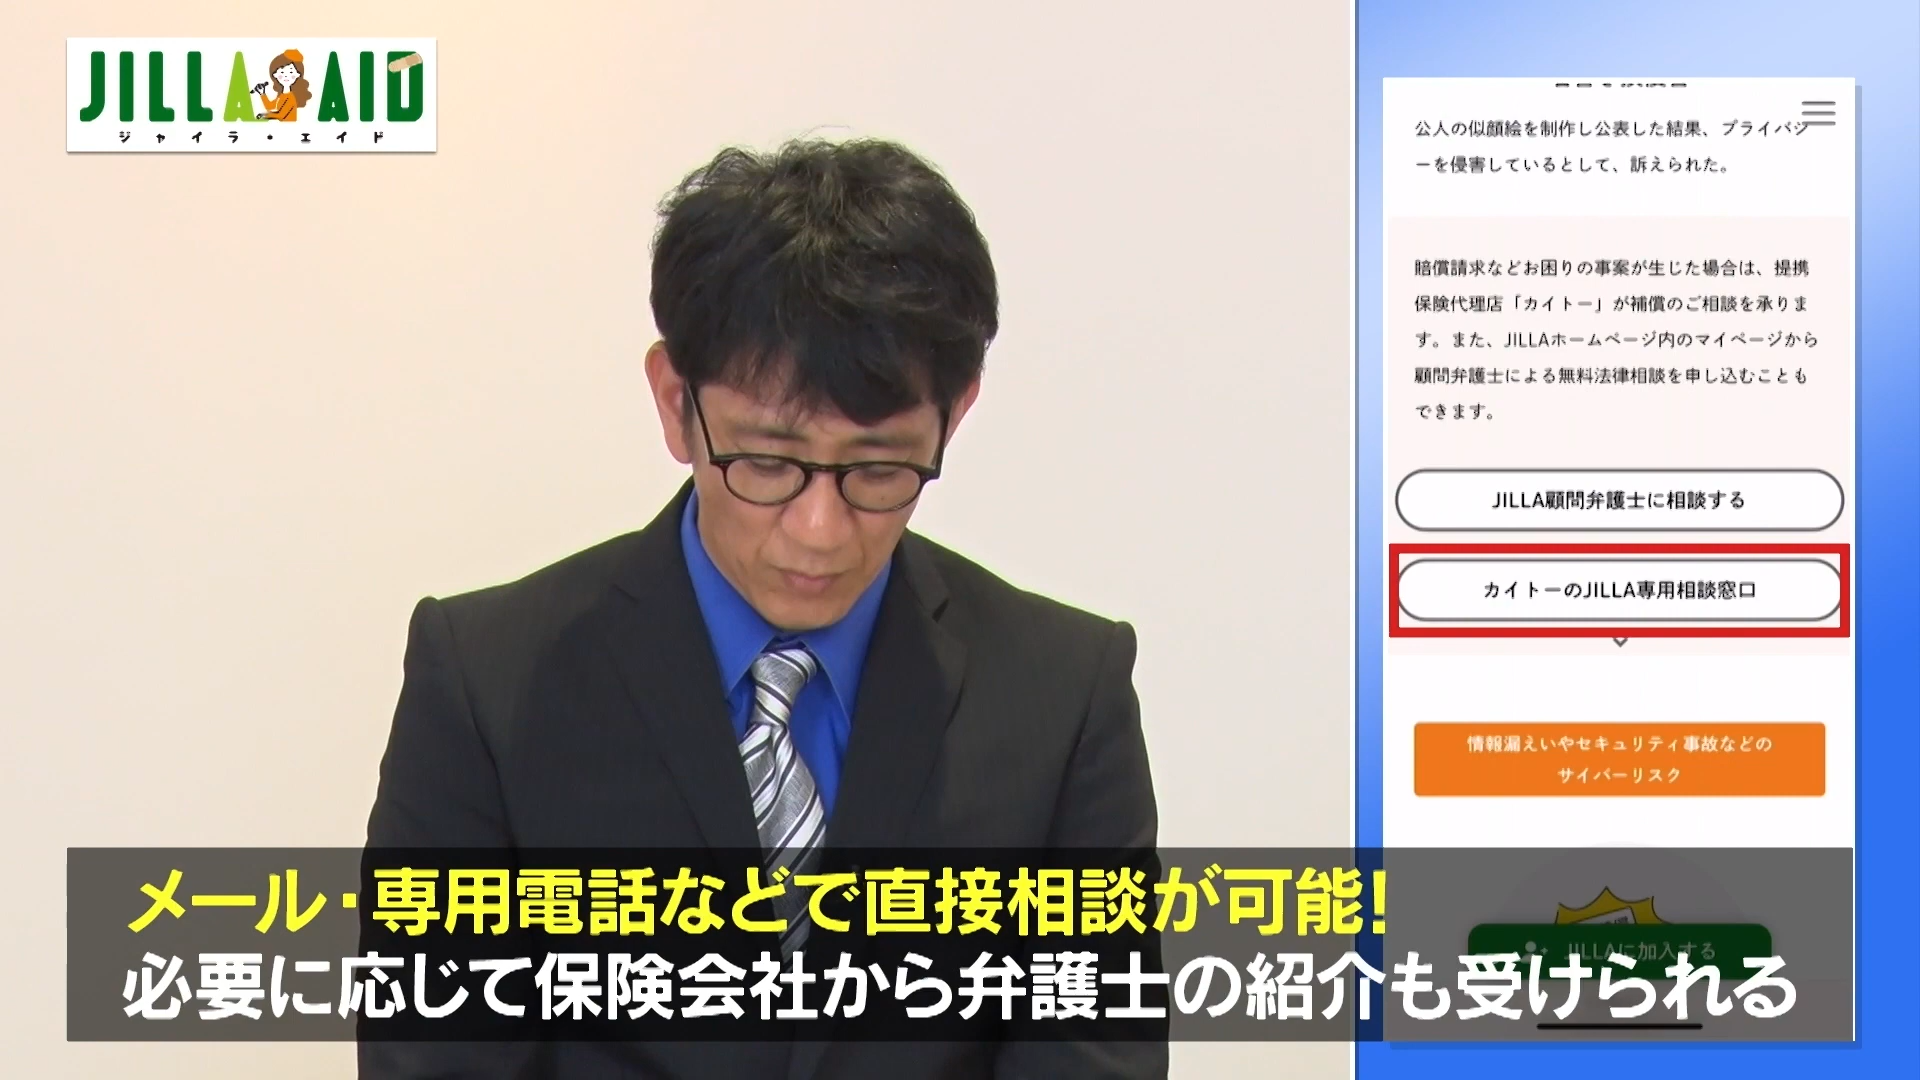 JILLA AID
ジャイラ・エイド
公人の似顔絵を制作し公表した結果、プライバシ
ーを侵害しているとして、訴えられた。
賠償請求などお困りの事案が生じた場合は、提携
保険代理店「カイトー」が補償のご相談を承りま
す。また、JILLAホームページ内のマイページから
顧問弁護士による無料法律相談を申し込むことも
できます。
JILLA顧問弁護士に相談する
カイトーのJILLA専用相談窓口
情報漏えいやセキュリティ事故などの
サイバーリスク
JILLAに加入する
メール・専用電話などで直接相談が可能!
必要に応じて保険会社から弁護士の紹介も受けられる